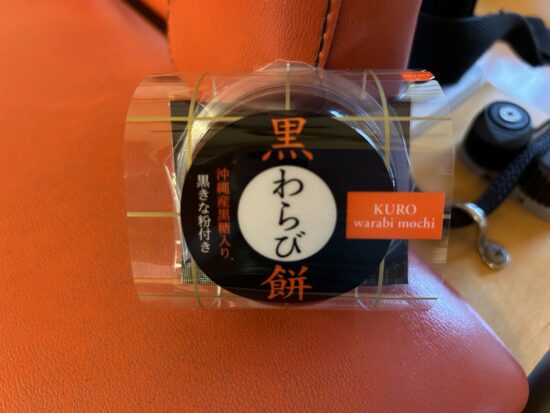 黒
わらび
餅
沖縄産黒糖入り、
黒きな粉付き
KURO
warabi mochi